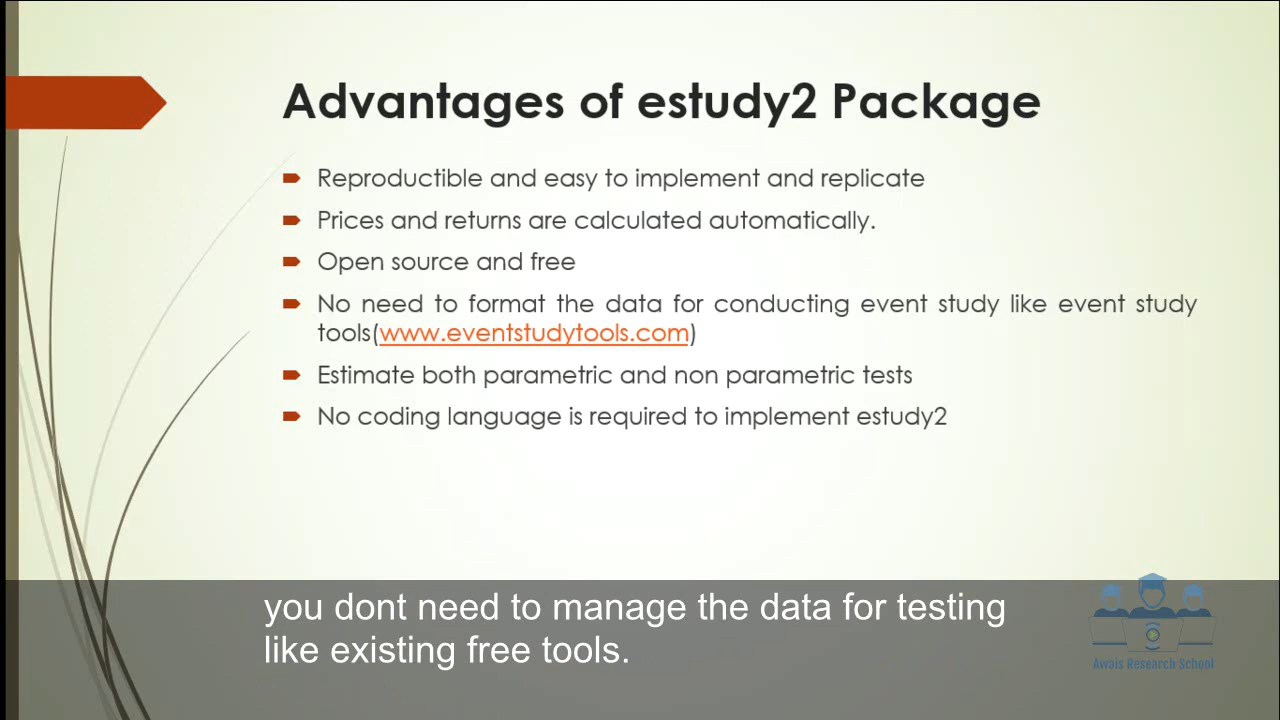 Advantages of estudy2 Package
Reproductible and easy to implement and replicate
Prices and returns are calculated automatically.
Open source and free
No need to format the data for conducting event study like event study
tools(www.eventstudytools.com)
Estimate both parametric and non parametric tests
No coding language is required to implement estudy2
you dont need to manage the data for testing
like existing free tools.
Awais Research School